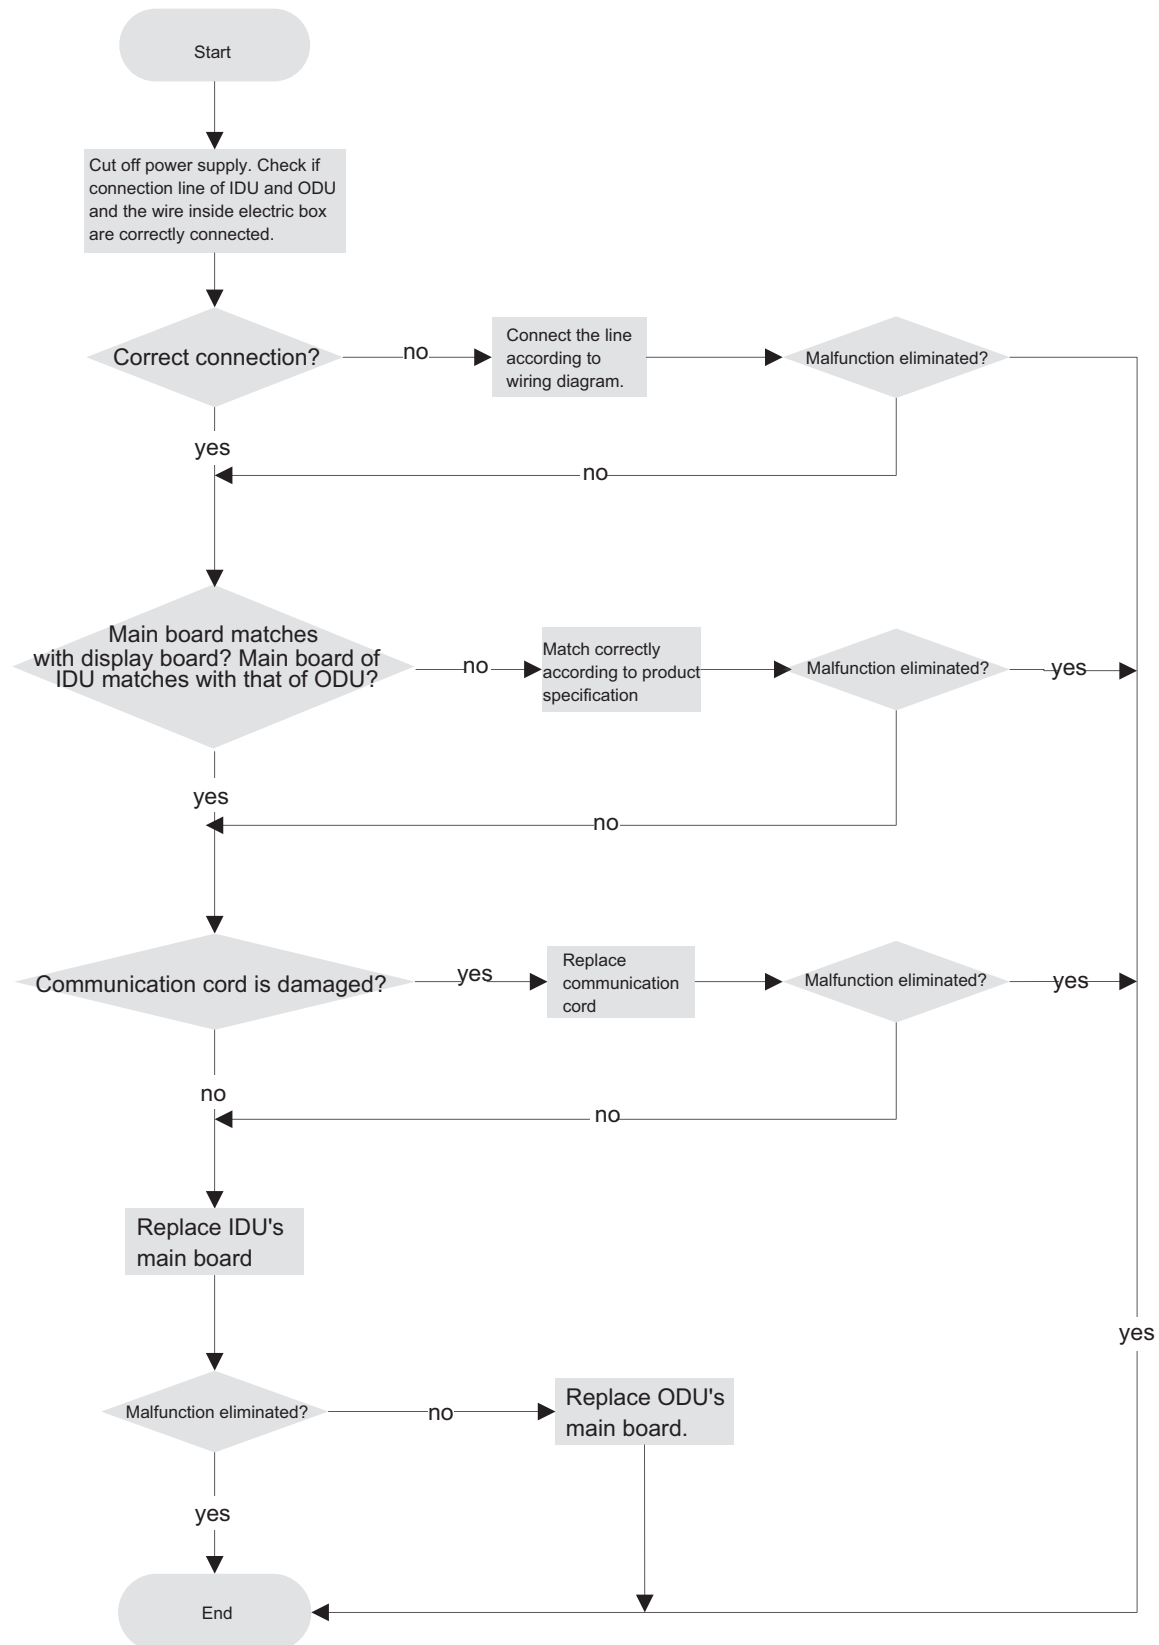 Start
Cut off power supply. Check if
connection line of IDU and ODU
and the wire inside electric box
are correctly connected.
Correct connection?
no
Connect the line
according to
wiring diagram.
Malfunction eliminated?
yes
no
Main board matches
with display board? Main board of
IDU matches with that of ODU?
no
Match correctly
according to product
specification
Malfunction eliminated?
yes
yes
no
Communication cord is damaged?
yes
Replace
communication
cord
Malfunction eliminated?
yes
no
no
Replace IDU's
main board
yes
Malfunction eliminated?
no
Replace ODU's
main board.
yes
End